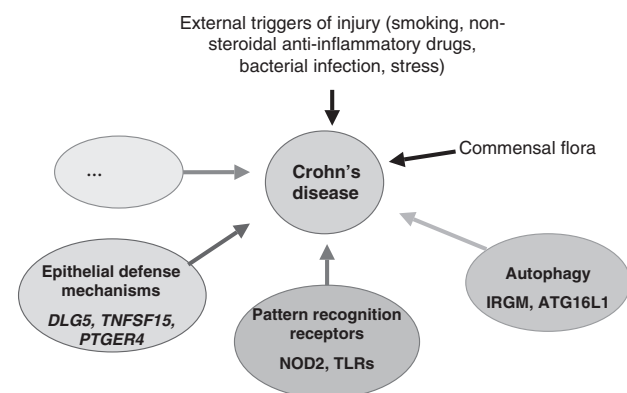 External triggers of injury (smoking, non-
steroidal anti-inflammatory drugs,
bacterial infection, stress)
Commensal flora
Crohn's
disease
...
Epithelial defense
mechanisms
DLG5, TNFSF15,
PTGER4
Pattern recognition
receptors
NOD2, TLRs
Autophagy
IRGM, ATG16L1